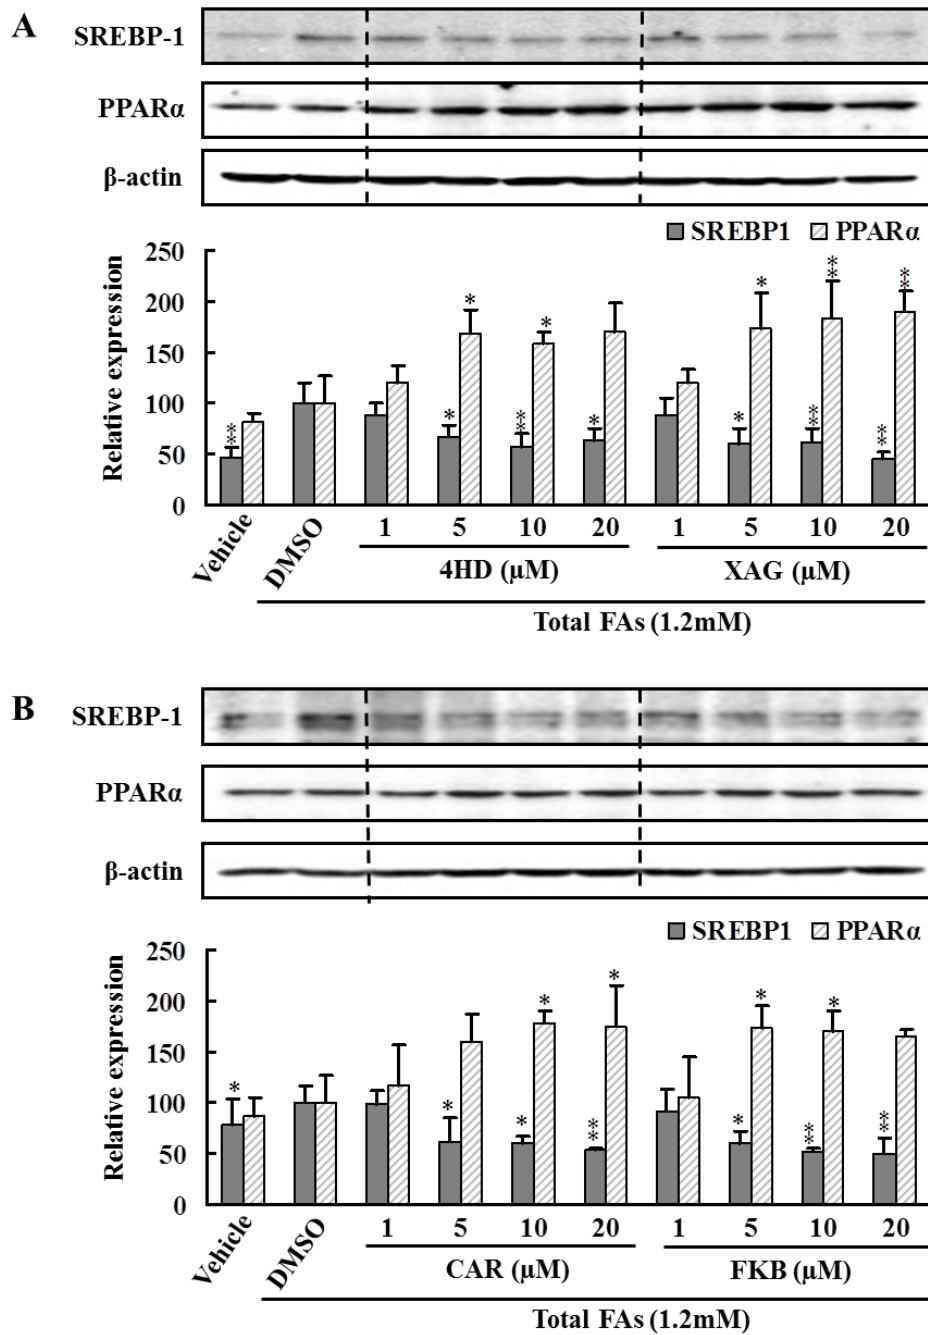 A
SREBP-1
PPARα
β-actin
SREBP1 PPARα
Relative expression
250
200
150
100
50
0
** * * * ** * * * ** ** ** **
Vehicle DMSO 1 5 10 20 1 5 10 20
4HD (μM) XAG (μM)
Total FAs (1.2mM)
B
SREBP-1
PPARα
β-actin
SREBP1 PPARα
Relative expression
250
200
150
100
50
0
* * * * * ** * * * ** **
Vehicle DMSO 1 5 10 20 1 5 10 20
CAR (μM) FKB (μM)
Total FAs (1.2mM)